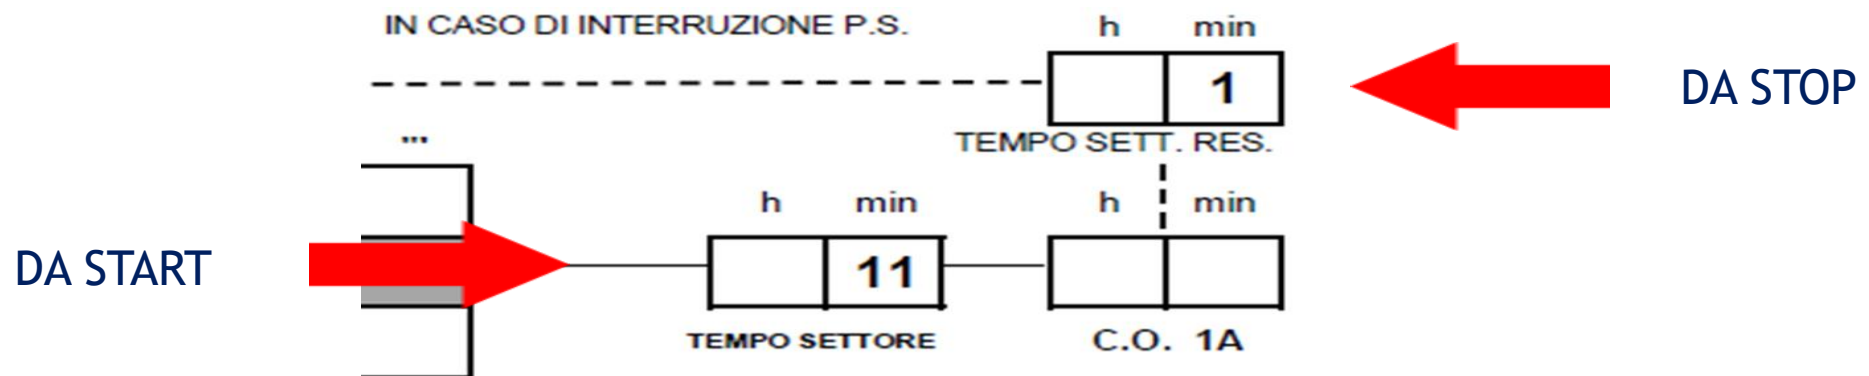 IN CASO DI INTERRUZIONE P.S.
h min
1
DA STOP
...
TEMPO SETT. RES.
h min
h min
DA START
11
TEMPO SETTORE
C.O. 1A